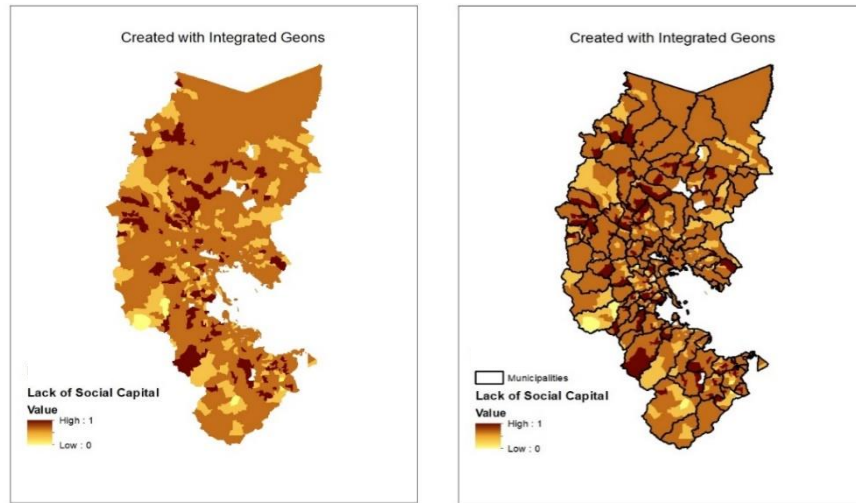 Created with Integrated Geons
Lack of Social Capital
Value
High : 1
Low : 0
Created with Integrated Geons
Municipalities
Lack of Social Capital
Value
High : 1
Low : 0